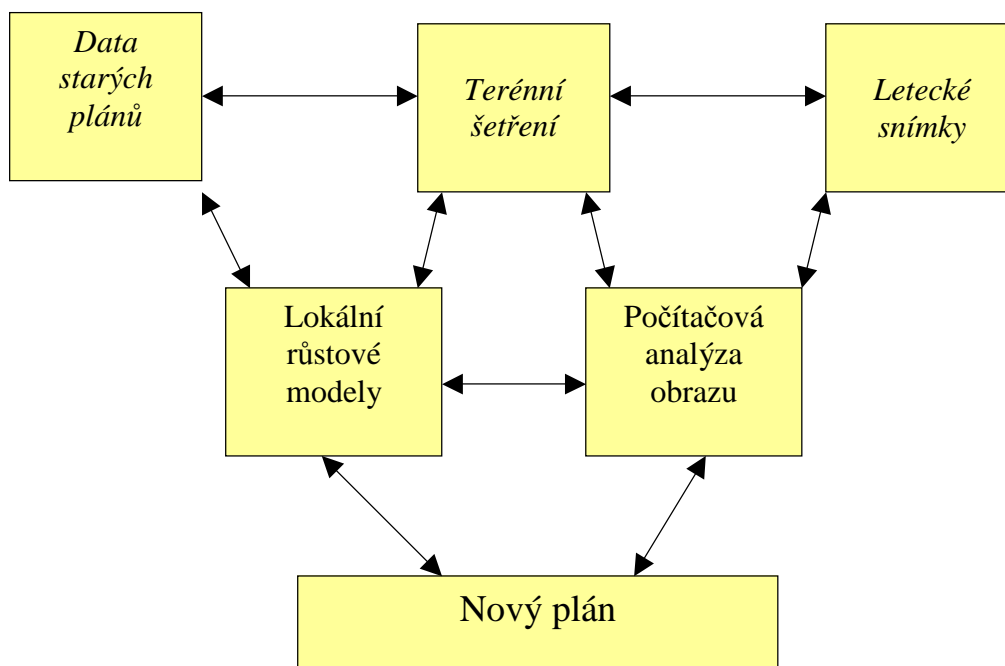 Data
starých
plánů
Terénní
šetření
Letecké
snímky
Lokální
růstové
modely
Počítačová
analýza
obrazu
Nový plán